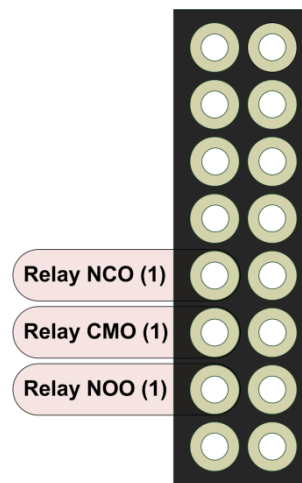 Relay NCO (1)
Relay CMO (1)
Relay NOO (1)